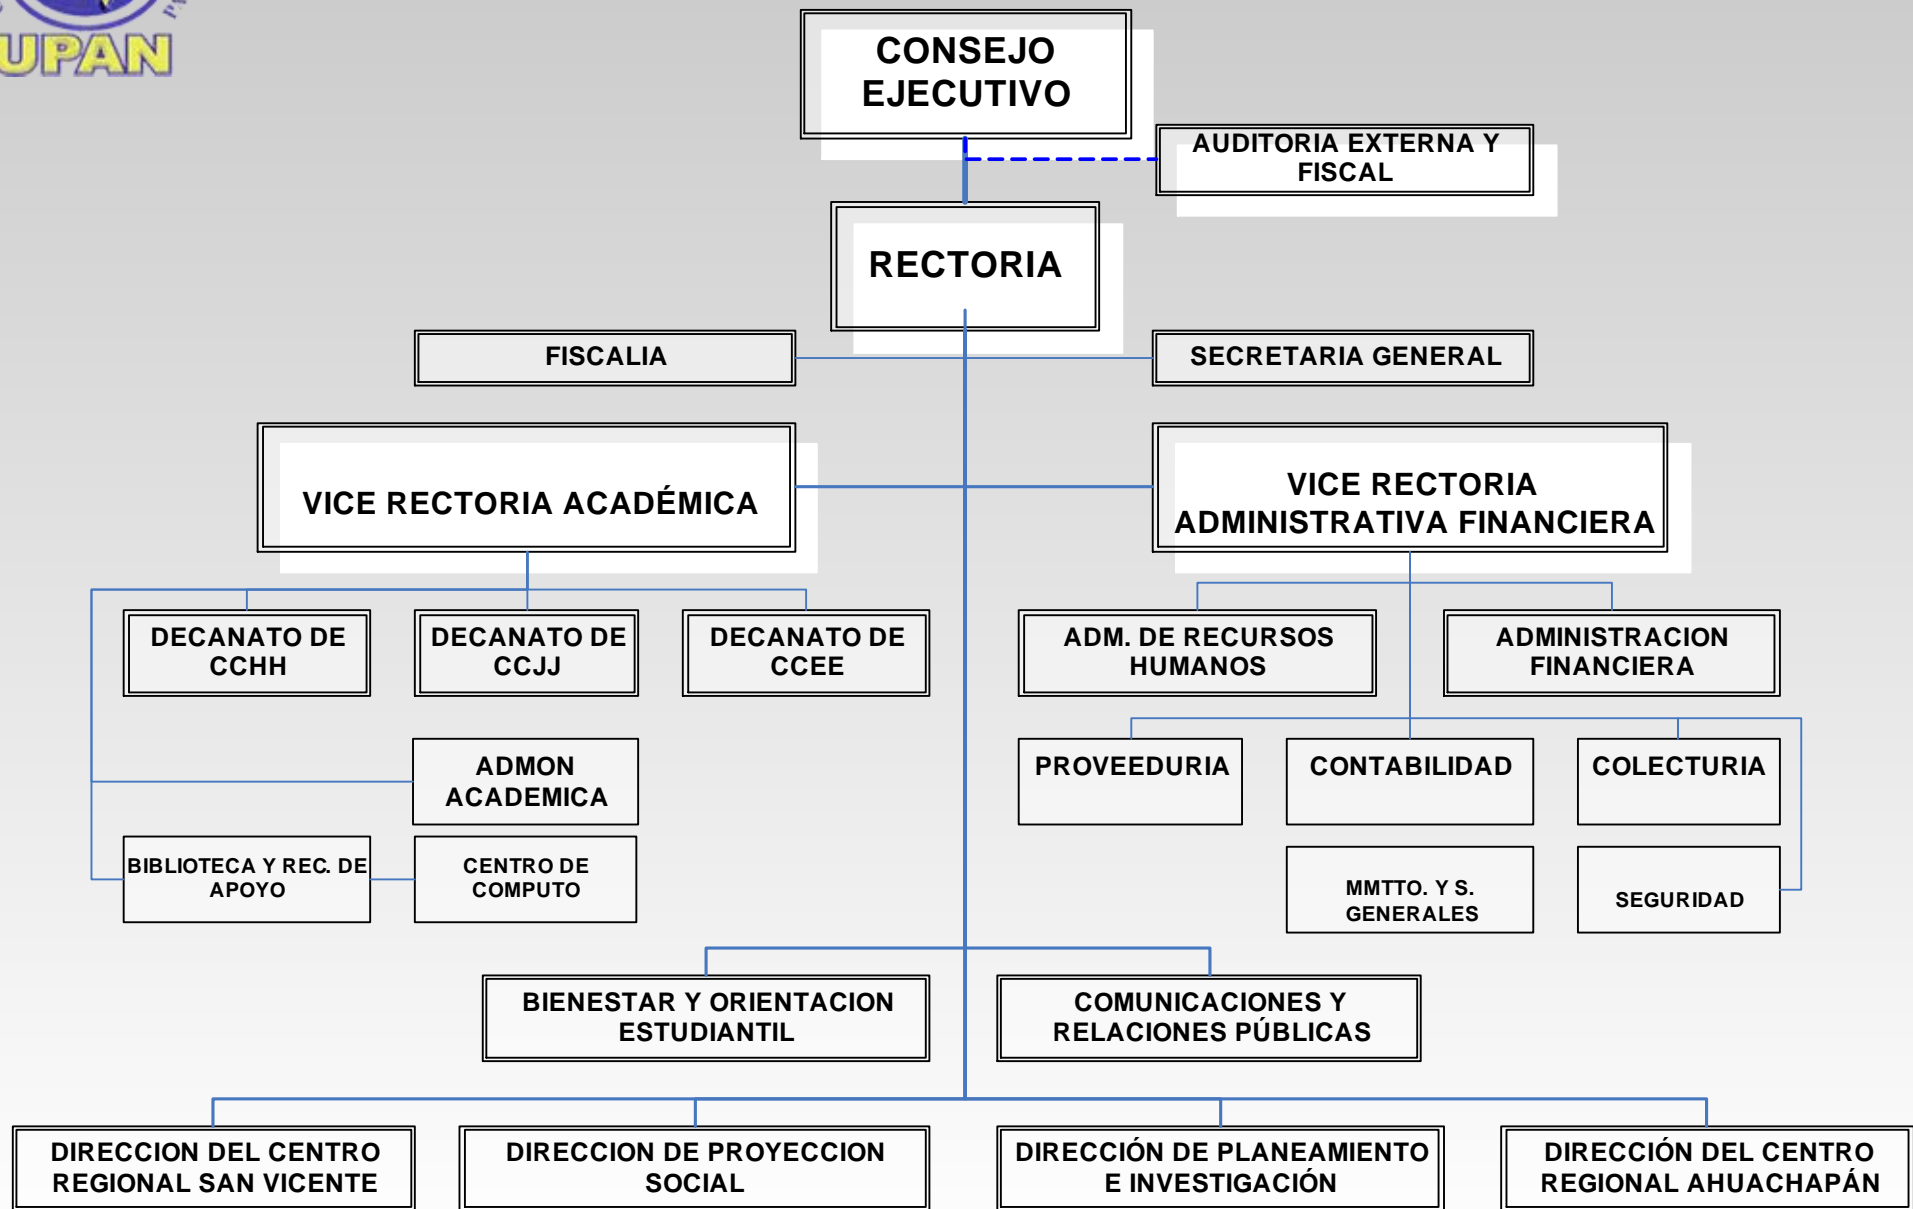 UPAN
CONSEJO
EJECUTIVO
AUDITORIA EXTERNA Y
FISCAL
RECTORIA
FISCALIA
SECRETARIA GENERAL
VICE RECTORIA ACADÉMICA
VICE RECTORIA
ADMINISTRATIVA FINANCIERA
DECANATO DE
CCHH
DECANATO DE
CCJJ
DECANATO DE
CCEE
ADM. DE RECURSOS
HUMANOS
ADMINISTRACION
FINANCIERA
ADMON
ACADEMICA
PROVEEDURIA
CONTABILIDAD
COLECTURIA
BIBLIOTECA Y REC. DE
APOYO
CENTRO DE
COMPUTO
MMTTO. Y S.
GENERALES
SEGURIDAD
BIENESTAR Y ORIENTACION
ESTUDIANTIL
COMUNICACIONES Y
RELACIONES PÚBLICAS
DIRECCION DEL CENTRO
REGIONAL SAN VICENTE
DIRECCION DE PROYECCION
SOCIAL
DIRECCIÓN DE PLANEAMIENTO
E INVESTIGACIÓN
DIRECCIÓN DEL CENTRO
REGIONAL AHUACHAPÁN